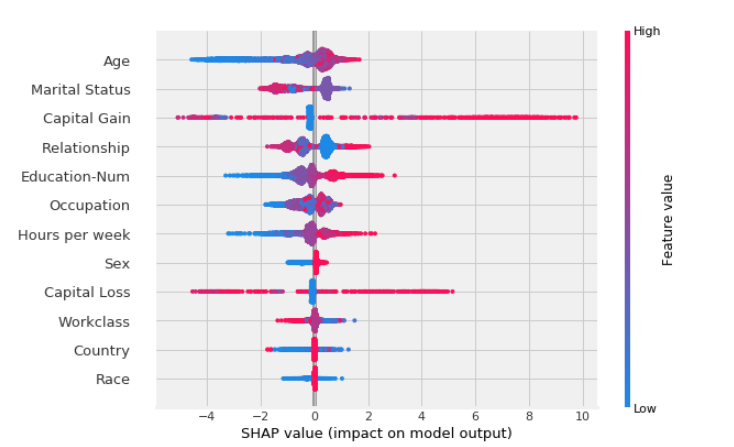 High
Age
Marital Status
Capital Gain
Relationship
Education-Num
Occupation
Hours per week
Sex
Capital Loss
Workclass
Country
Race
Feature value
Low
−4 −2 0 2 4 6 8 10
SHAP value (impact on model output)